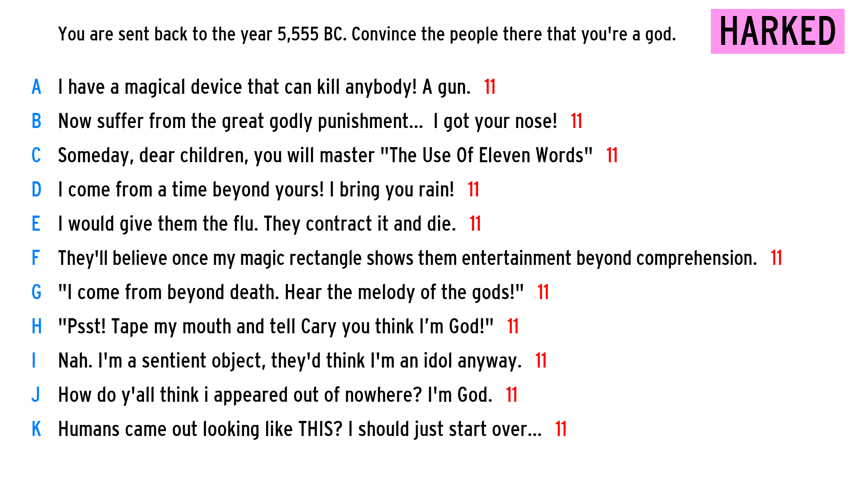 You are sent back to the year 5,555 BC. Convince the people there that you're a god. HARKED
A I have a magical device that can kill anybody! A gun. 11
B Now suffer from the great godly punishment... I got your nose! 11
C Someday, dear children, you will master "The Use Of Eleven Words" 11
D I come from a time beyond yours! I bring you rain! 11
E I would give them the flu. They contract it and die. 11
F They'll believe once my magic rectangle shows them entertainment beyond comprehension. 11
G "I come from beyond death. Hear the melody of the gods!" 11
H "Psst! Tape my mouth and tell Cary you think I’m God!" 11
I Nah. I'm a sentient object, they'd think I'm an idol anyway. 11
J How do y'all think i appeared out of nowhere? I'm God. 11
K Humans came out looking like THIS? I should just start over... 11